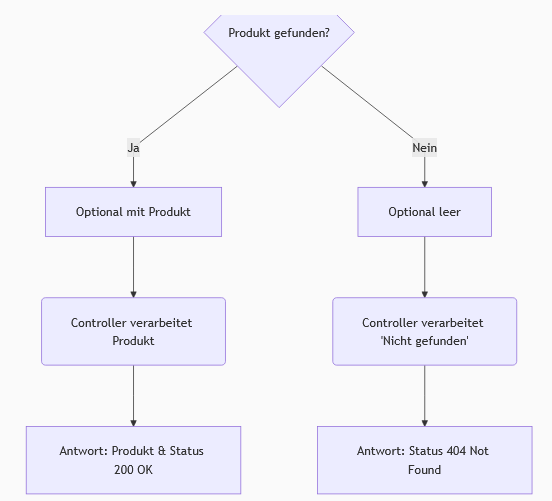 Produkt gefunden?
Ja
Nein
Optional mit Produkt
Optional leer
Controller verarbeitet
Produkt
Controller verarbeitet
'Nicht gefunden'
Antwort: Produkt & Status
200 OK
Antwort: Status 404 Not
Found